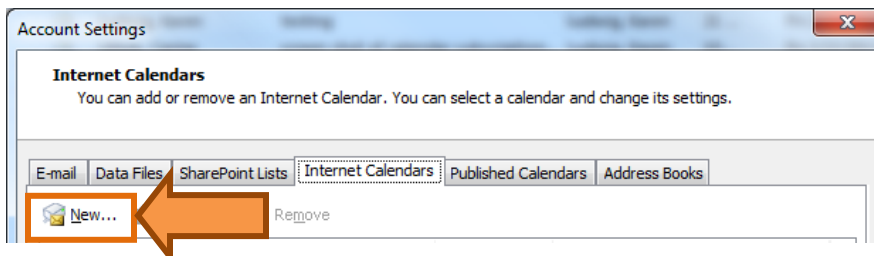 Account Settings
Internet Calendars
You can add or remove an Internet Calendar. You can select a calendar and change its settings.
E-mail Data Files SharePoint Lists Internet Calendars Published Calendars Address Books
New... Remove